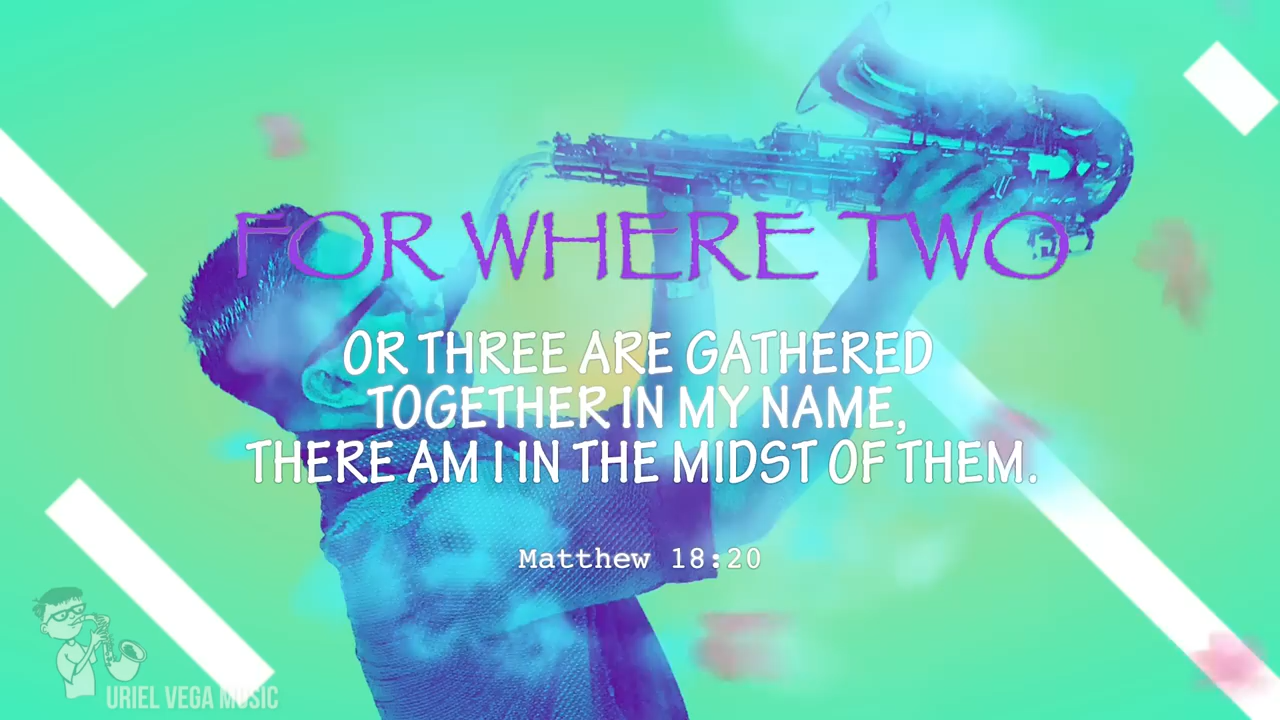 FOR WHERE TWO
OR THREE ARE GATHERED
TOGETHER IN MY NAME,
THERE AM I IN THE MIDST OF THEM.
Matthew 18:20
URIEL VEGA MUSIC